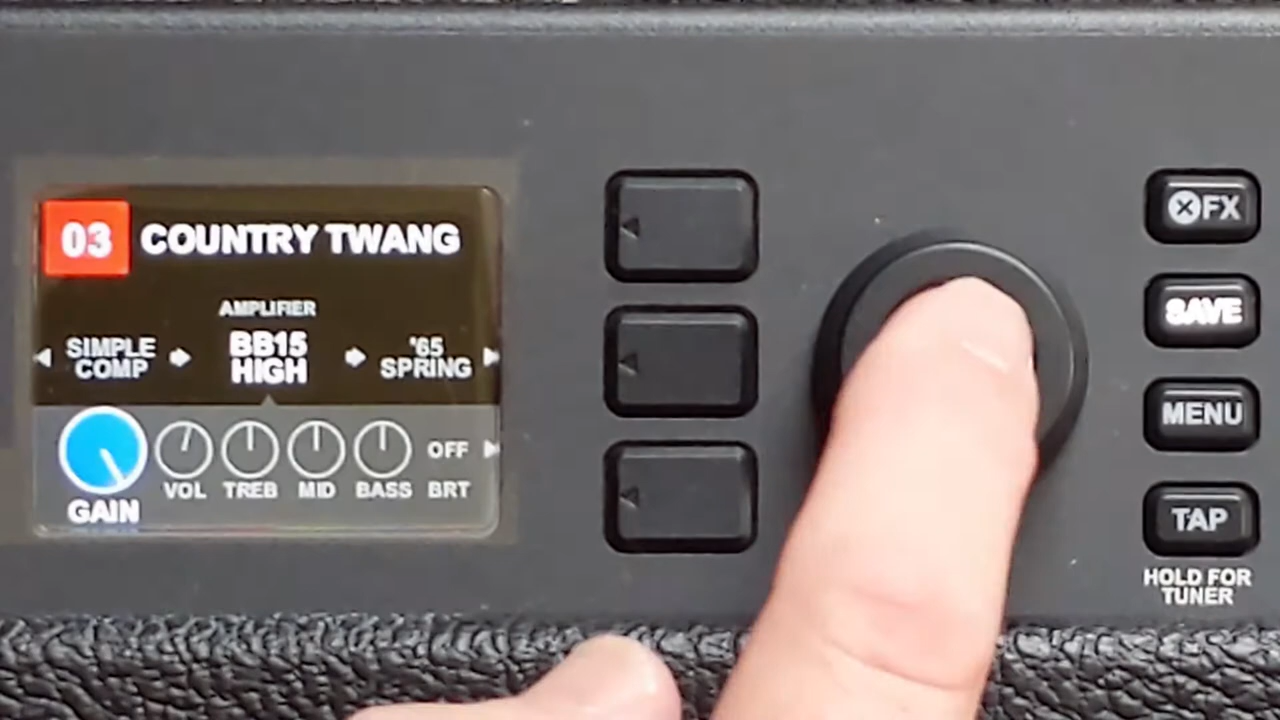 03 COUNTRY TWANG
AMPLIFIER
SIMPLE COMP
BB15 HIGH
'65 SPRING
OFF
GAIN
VOL
TREB
MID
BASS
BRT
FX
SAVE
MENU
TAP
HOLD FOR
TUNER